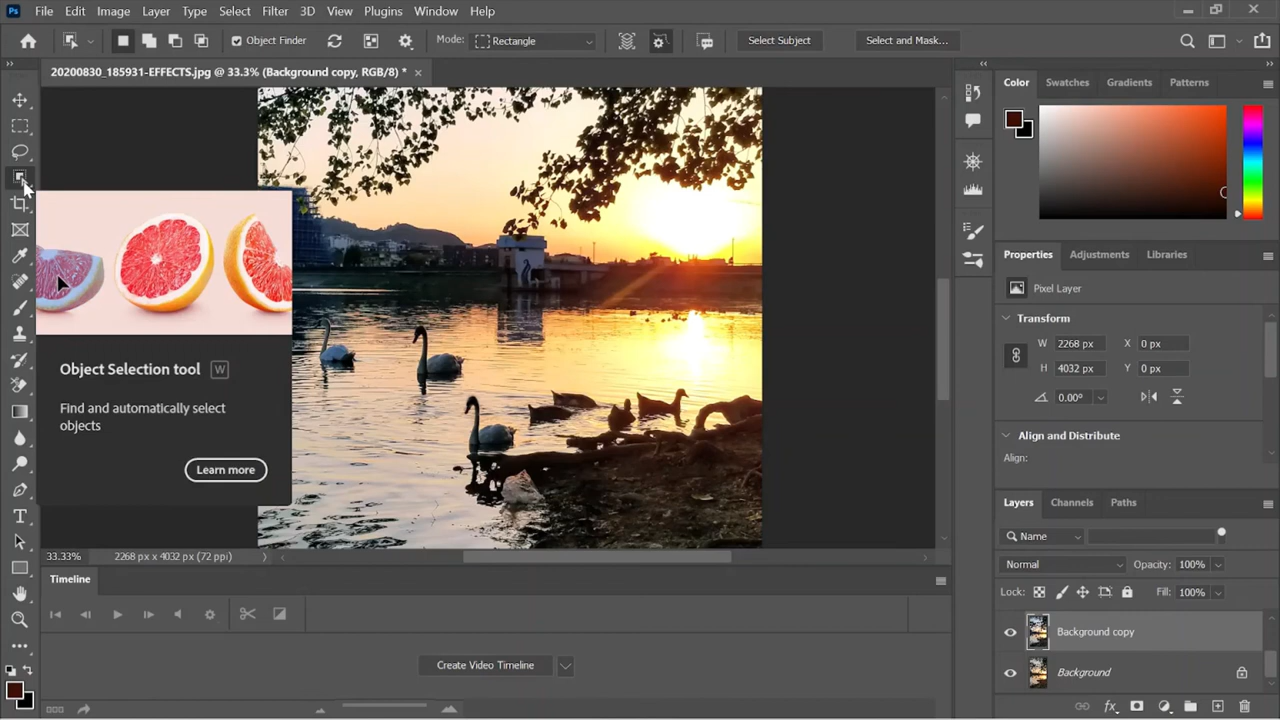 Ps File Edit Image Layer Type Select Filter 3D View Plugins Window Help
Object Finder Mode: Rectangle Select Subject Select and Mask...
20200830_185931-EFFECTS.jpg @ 33.3% (Background copy, RGB/8) *
Color Swatches Gradients Patterns
Properties Adjustments Libraries
Pixel Layer
Transform
W 2268 px X 0 px
H 4032 px Y 0 px
0.00°
Align and Distribute
Align:
Object Selection tool W
Find and automatically select
objects
Learn more
Layers Channels Paths
Name
Normal Opacity: 100%
Lock: Fill: 100%
Background copy
Background
33.33% 2268 px x 4032 px (72 ppi)
Timeline
Create Video Timeline